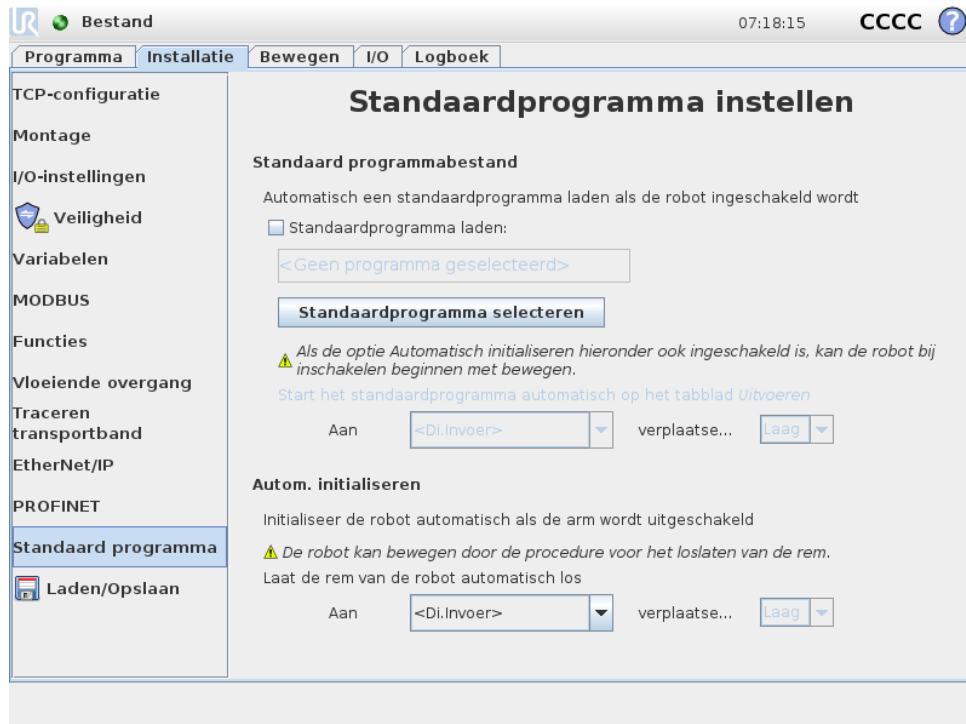 UR
Bestand
07:18:15
CCCC
?
Programma
Installatie
Bewegen
I/O
Logboek
TCP-configuratie
Montage
I/O-instellingen
Veiligheid
Variabelen
MODBUS
Functies
Vloeiende overgang
Traceren
transportband
EtherNet/IP
PROFINET
Standaard programma
Laden/Opslaan
Standaardprogramma instellen
Standaard programmabestand
Automatisch een standaardprogramma laden als de robot ingeschakeld wordt
Standaardprogramma laden:
<Geen programma geselecteerd>
Standaardprogramma selecteren
Als de optie Automatisch initialiseren hieronder ook ingeschakeld is, kan de robot bij
inschakelen beginnen met bewegen.
Start het standaardprogramma automatisch op het tabblad Uitvoeren
Aan <Di.Invoer> verplaatse... Laag
Autom. initialiseren
Initialiseer de robot automatisch als de arm wordt uitgeschakeld
De robot kan bewegen door de procedure voor het loslaten van de rem.
Laat de rem van de robot automatisch los
Aan <Di.Invoer> verplaatse... Laag